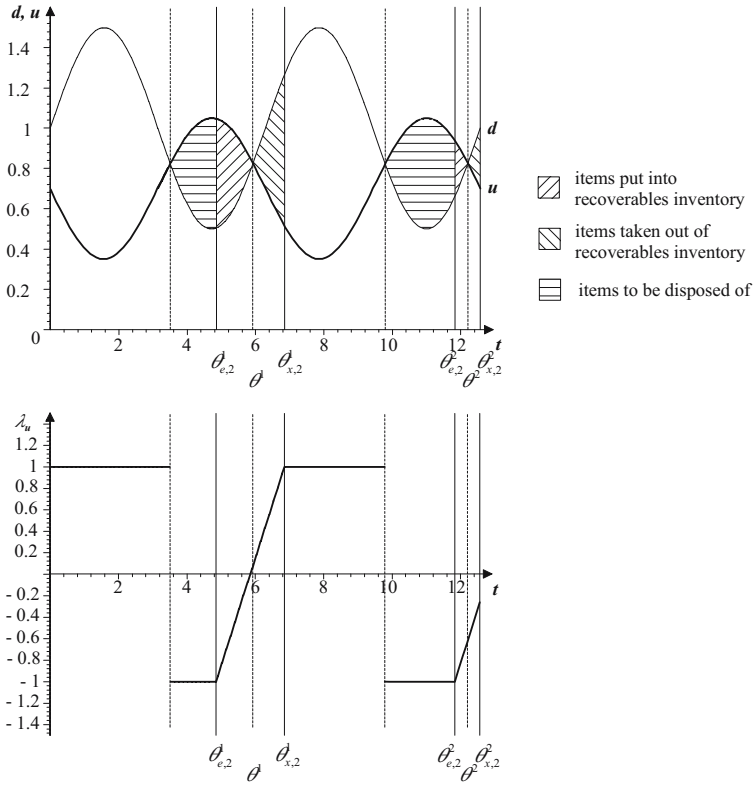 d, u
1.4
1.2
1
0.8
0.6
0.4
0.2
0
2 4 6 8 10 12 t
d
u
θ¹e,2 θ¹ θ¹x,2 θ²e,2 θ² θ²x,2
items put into
recoverables inventory
items taken out of
recoverables inventory
items to be disposed of
λu
1.2
1
0.8
0.6
0.4
0.2
- 0.2
- 0.4
- 0.6
- 0.8
- 1
- 1.2
- 1.4
2 4 6 8 10 12 t
θ¹e,2 θ¹ θ¹x,2 θ²e,2 θ² θ²x,2